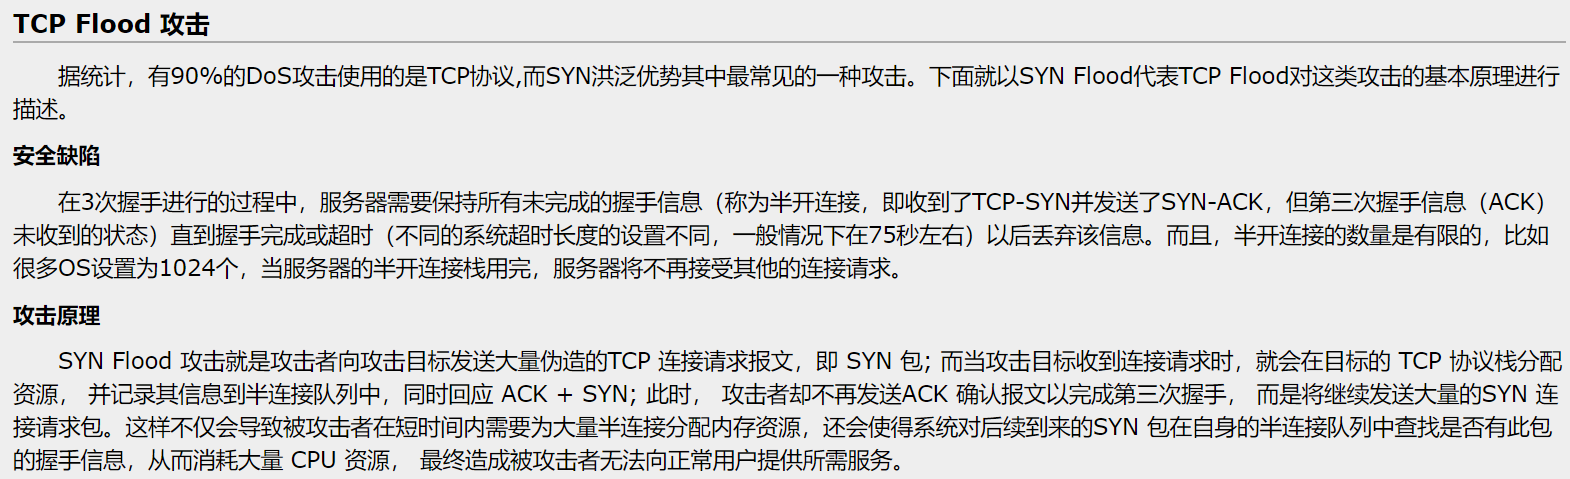 TCP Flood 攻击
据统计，有90%的DoS攻击使用的是TCP协议,而SYN洪泛优势其中最常见的一种攻击。下面就以SYN Flood代表TCP Flood对这类攻击的基本原理进行
描述。
安全缺陷
在3次握手进行的过程中，服务器需要保持所有未完成的握手信息（称为半开连接，即收到了TCP-SYN并发送了SYN-ACK，但第三次握手信息（ACK）
未收到的状态）直到握手完成或超时（不同的系统超时长度的设置不同，一般情况下在75秒左右）以后丢弃该信息。而且，半开连接的数量是有限的，比如
很多OS设置为1024个，当服务器的半开连接栈用完，服务器将不再接受其他的连接请求。
攻击原理
SYN Flood 攻击就是攻击者向攻击目标发送大量伪造的TCP 连接请求报文，即 SYN 包; 而当攻击目标收到连接请求时，就会在目标的 TCP 协议栈分配
资源， 并记录其信息到半连接队列中，同时回应 ACK + SYN; 此时， 攻击者却不再发送ACK 确认报文以完成第三次握手， 而是将继续发送大量的SYN 连
接请求包。这样不仅会导致被攻击者在短时间内需要为大量半连接分配内存资源，还会使得系统对后续到来的SYN 包在自身的半连接队列中查找是否有此包
的握手信息，从而消耗大量 CPU 资源， 最终造成被攻击者无法向正常用户提供所需服务。